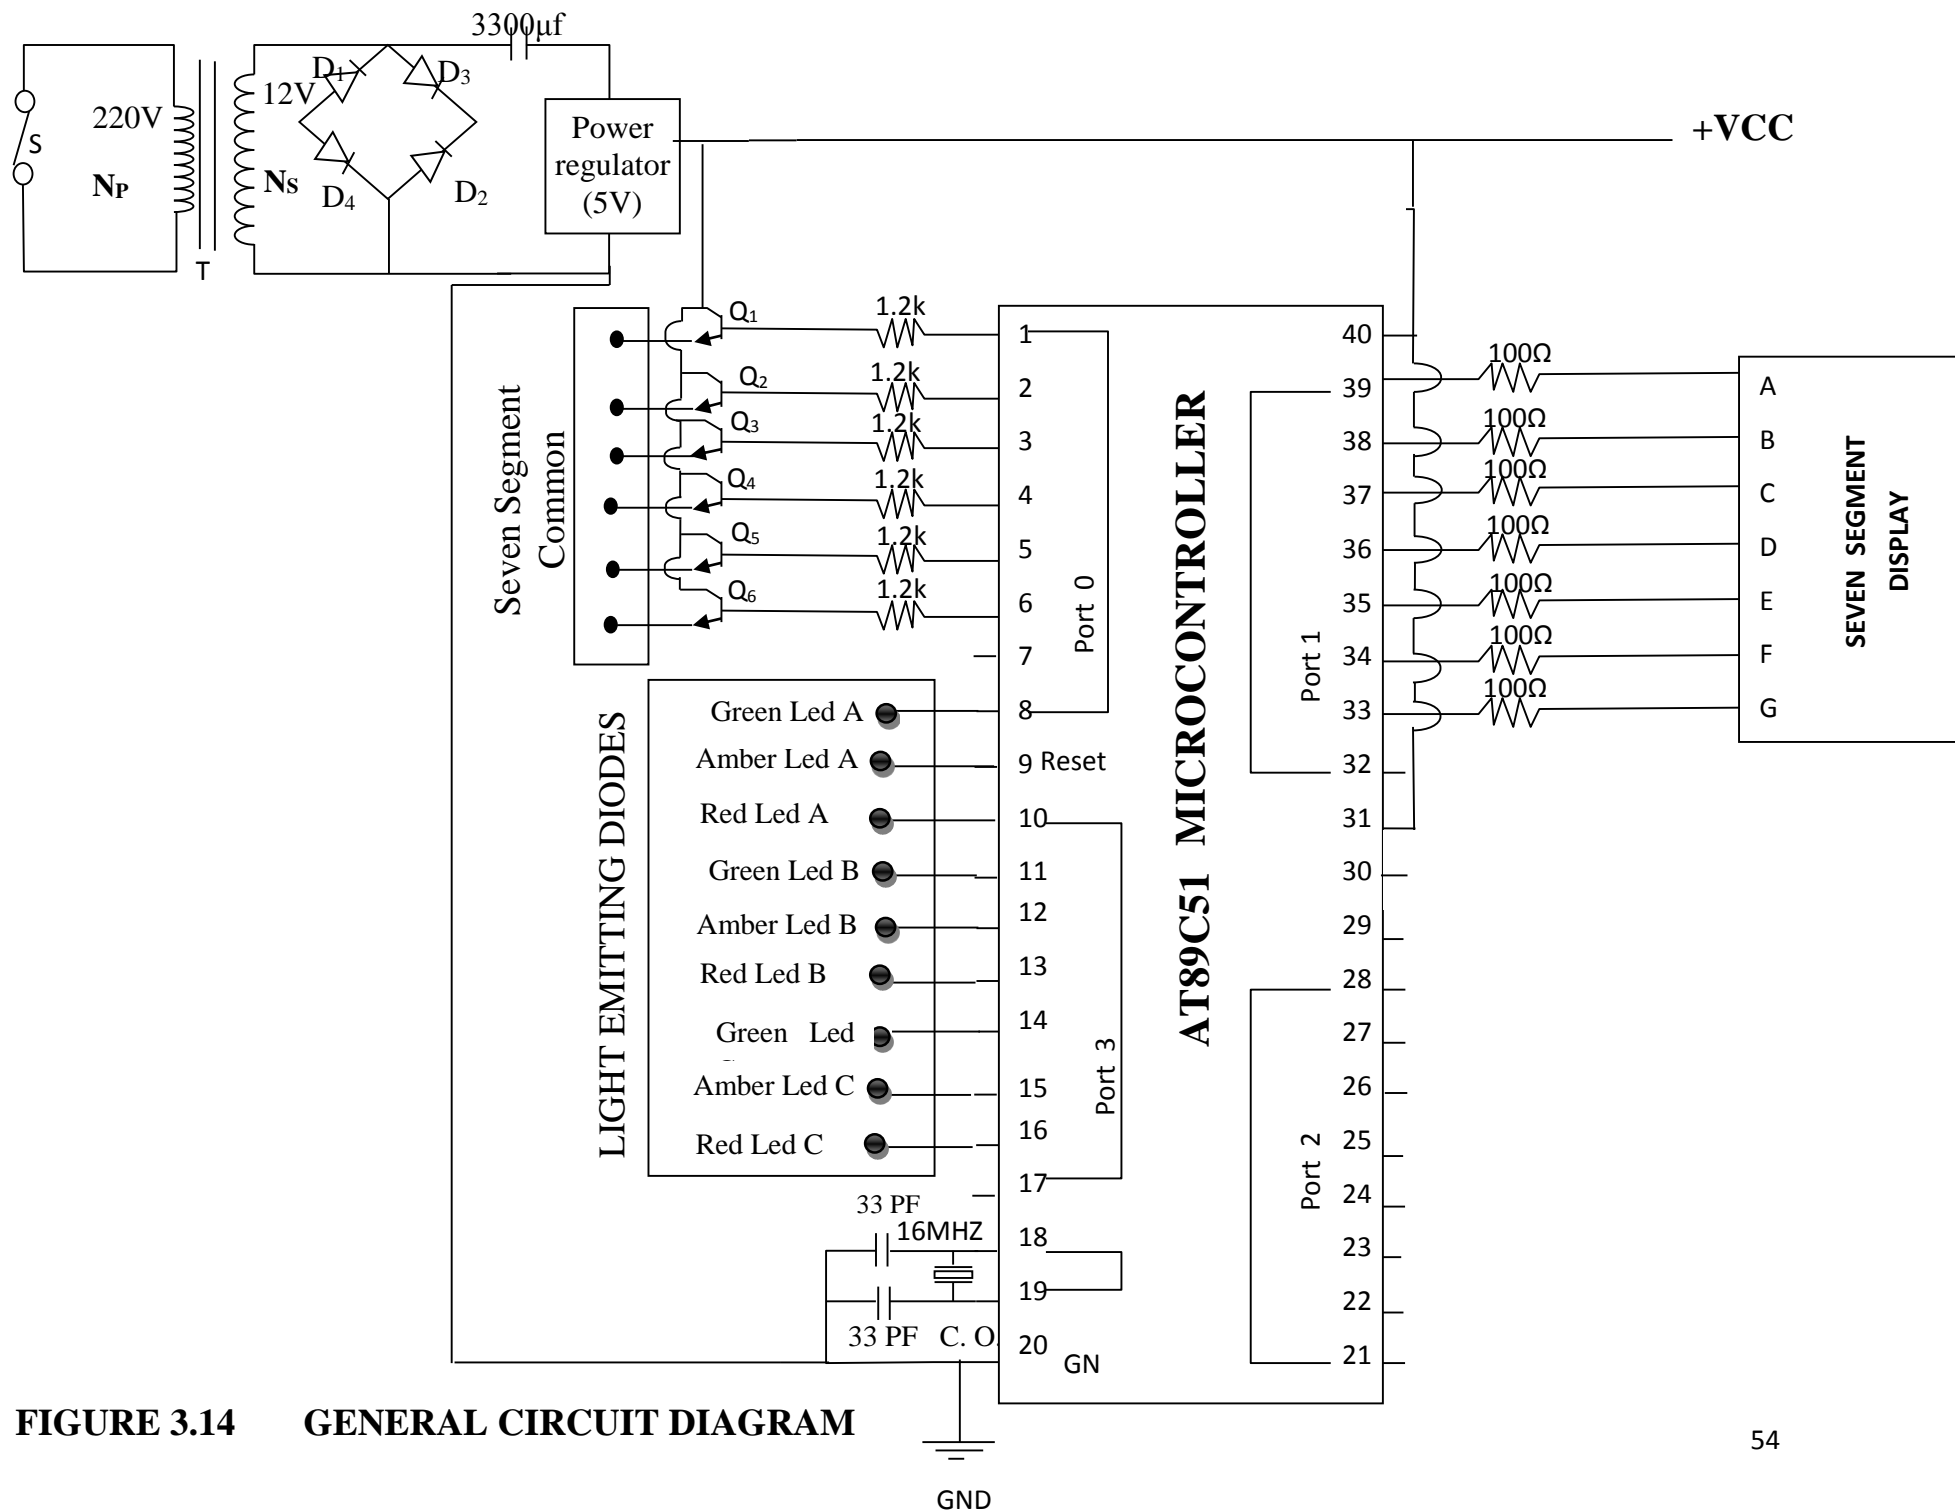 3300µf
D1
D3
12V
220V
S
NP
NS
D4
D2
T
Power
regulator
(5V)
+VCC
Seven Segment
Common
Q1
1.2k
Q2
1.2k
Q3
1.2k
Q4
1.2k
Q5
1.2k
Q6
1.2k
1
2
3
4
5
6
7
8
9 Reset
10
11
12
13
14
15
16
17
18
19
20
GN
Port 0
Port 3
AT89C51 MICROCONTROLLER
Port 1
Port 2
40
39
38
37
36
35
34
33
32
31
30
29
28
27
26
25
24
23
22
21
100Ω
100Ω
100Ω
100Ω
100Ω
100Ω
100Ω
A
B
C
D
E
F
G
SEVEN SEGMENT
DISPLAY
LIGHT EMITTING DIODES
Green Led A
Amber Led A
Red Led A
Green Led B
Amber Led B
Red Led B
Green Led
Amber Led C
Red Led C
33 PF
16MHZ
33 PF C. O.
FIGURE 3.14 GENERAL CIRCUIT DIAGRAM
54
GND